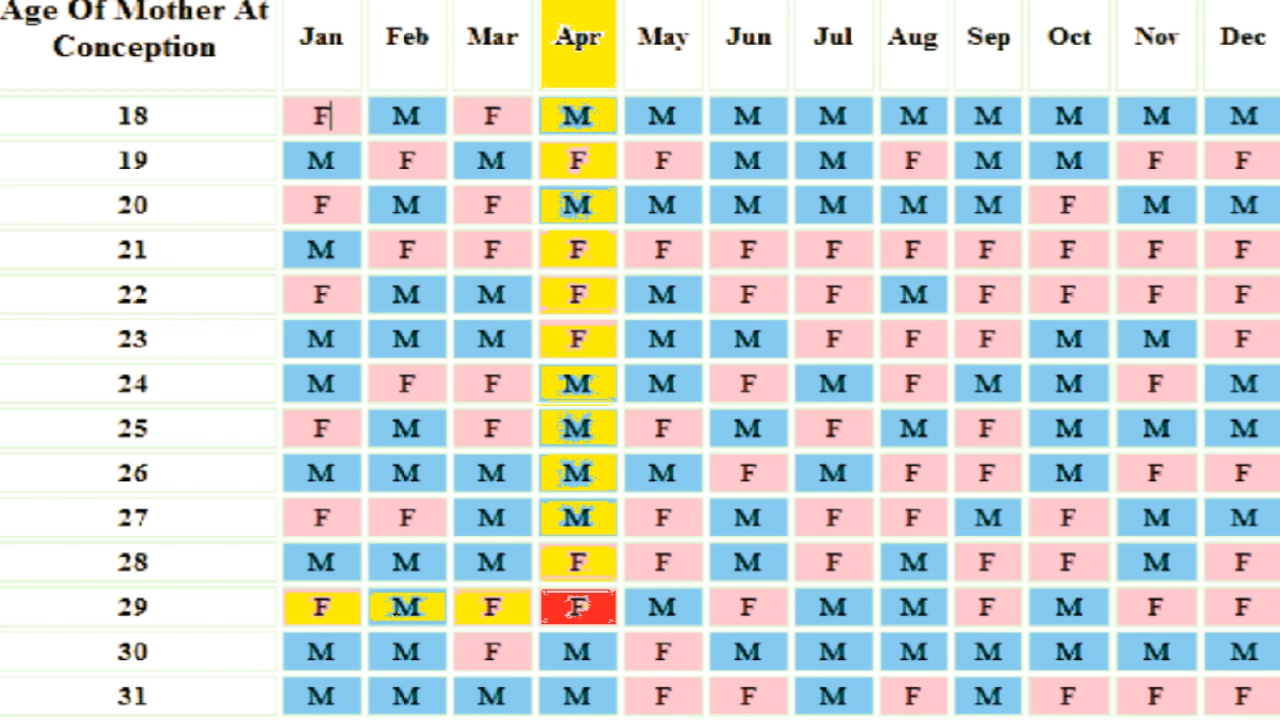 Age Of Mother At
Conception Jan Feb Mar Apr May Jun Jul Aug Sep Oct Nov Dec
18 F M F M M M M M M M M M
19 M F M F F M M F M M F F
20 F M F M M M M M M F M M
21 M F F F F F F F F F F F
22 F M M F M F F M F F F F
23 M M M F M M F F F M M F
24 M F F M M F M F M M F M
25 F M F M F M F M F M M M
26 M M M M M F M F F M F F
27 F F M M F M F F M F M M
28 M M M F F M F M F F M F
29 F M F F M F M M F M F F
30 M M F M F M M M M M M M
31 M M M M F F M F M F F F